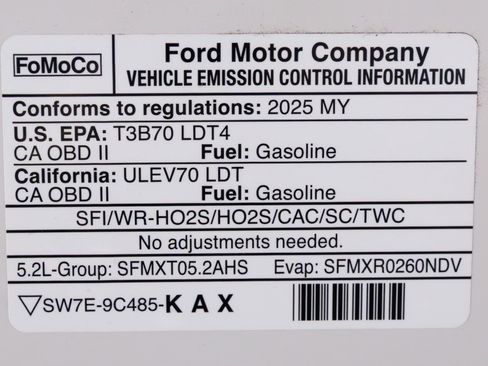 FoMoCo
Ford Motor Company
VEHICLE EMISSION CONTROL INFORMATION
Conforms to regulations: 2025 MY
U.S. EPA: T3B70 LDT4
CA OBD II Fuel: Gasoline
California: ULEV70 LDT
CA OBD II Fuel: Gasoline
SFI/WR-HO2S/HO2S/CAC/SC/TWC
No adjustments needed.
5.2L-Group: SFMXT05.2AHS Evap: SFMXR0260NDV
▽SW7E-9C485-KAX